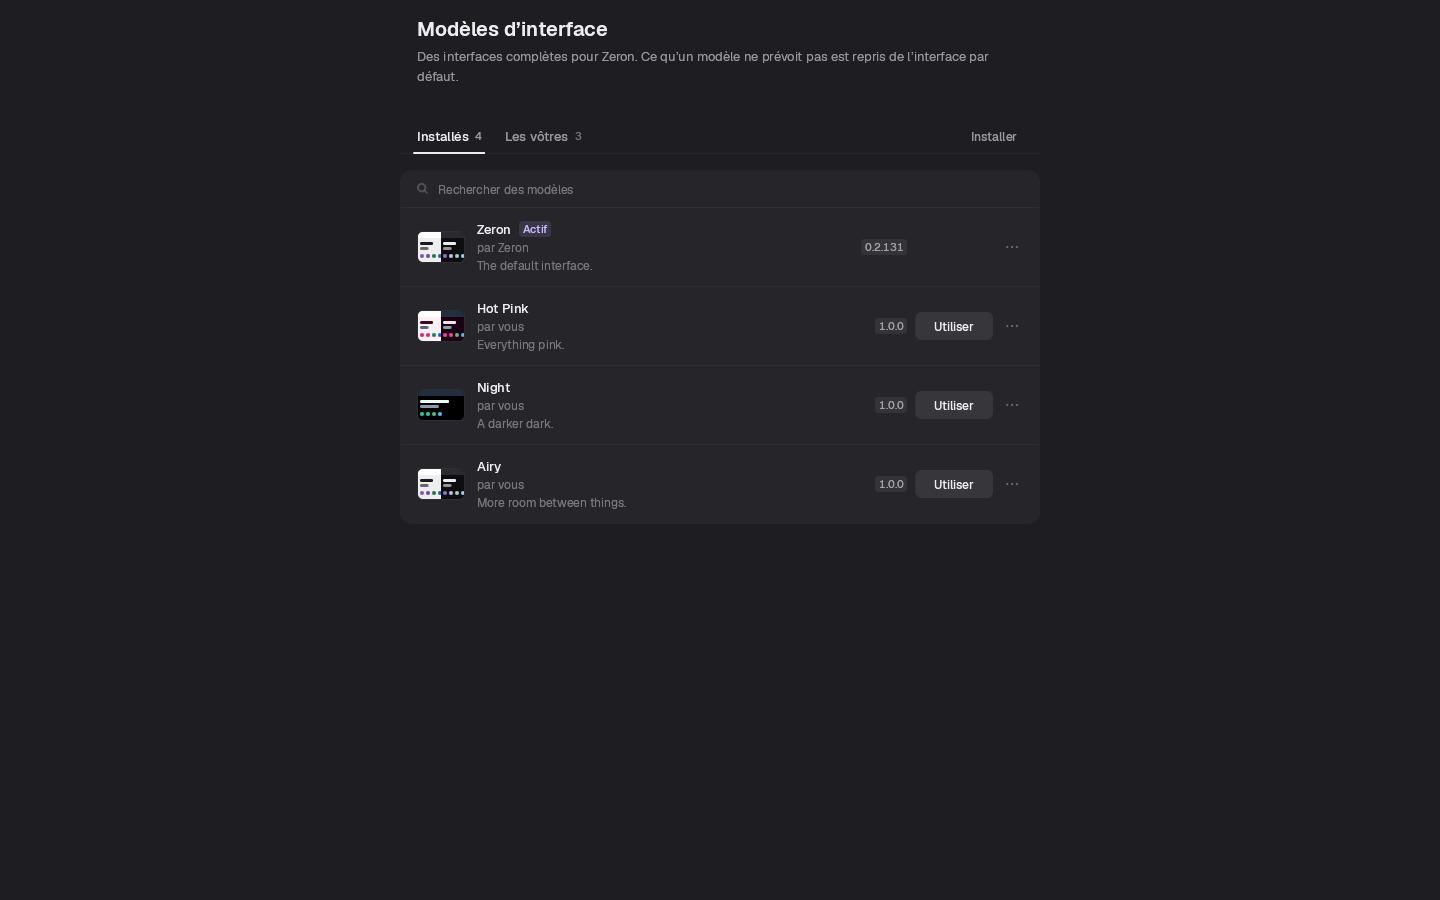 Modèles d’interface
Des interfaces complètes pour Zeron. Ce qu’un modèle ne prévoit pas est repris de l’interface par
défaut.
Installés 4 Les vôtres 3 Installer
Rechercher des modèles
Zeron Actif
par Zeron
The default interface.
0.2.131
Hot Pink
par vous
Everything pink.
1.0.0 Utiliser
Night
par vous
A darker dark.
1.0.0 Utiliser
Airy
par vous
More room between things.
1.0.0 Utiliser